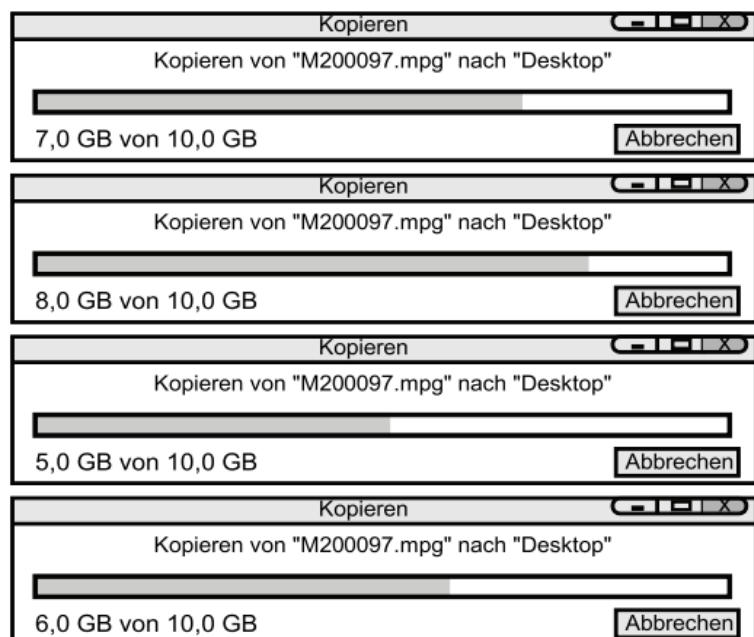 Kopieren X
Kopieren von "M200097.mpg" nach "Desktop"
7,0 GB von 10,0 GB Abbrechen
Kopieren X
Kopieren von "M200097.mpg" nach "Desktop"
8,0 GB von 10,0 GB Abbrechen
Kopieren X
Kopieren von "M200097.mpg" nach "Desktop"
5,0 GB von 10,0 GB Abbrechen
Kopieren X
Kopieren von "M200097.mpg" nach "Desktop"
6,0 GB von 10,0 GB Abbrechen